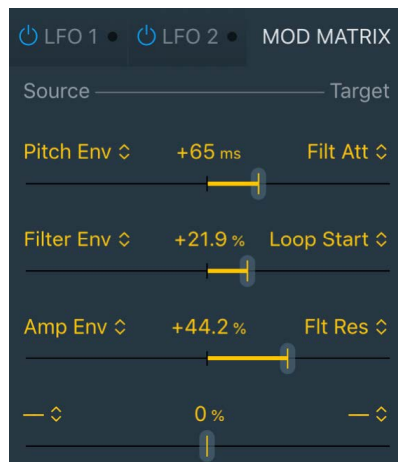 LFO 1 LFO 2 MOD MATRIX
Source Target
Pitch Env +65 ms Filt Att
Filter Env +21.9 % Loop Start
Amp Env +44.2 % Flt Res
— 0 % —